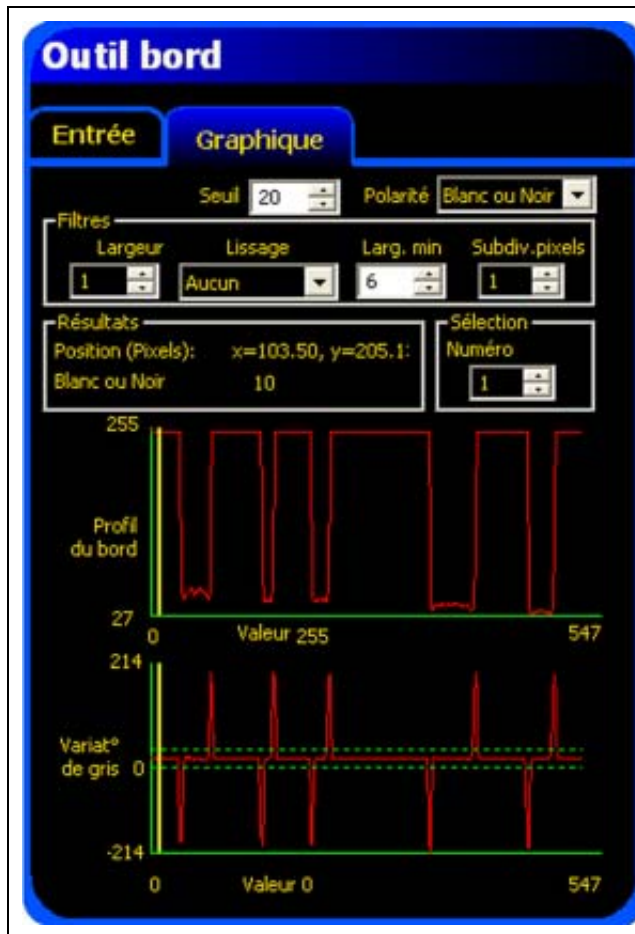 Outil bord
Entrée
Graphique
Seuil 20 Polarité Blanc ou Noir
Filtres
Largeur Lissage Larg. min Subdiv.pixels
1 Aucun 6 1
Résultats
Position (Pixels): x=103.50, y=205.1
Blanc ou Noir 10
Sélection
Numéro
1
255
Profil
du bord
27
0 Valeur 255 547
214
Variat°
de gris 0
-214
0 Valeur 0 547